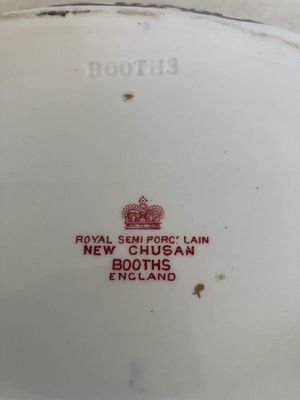 BOOTHS
ROYAL SEMI PORC'LAIN
NEW CHUSAN
BOOTHS
ENGLAND